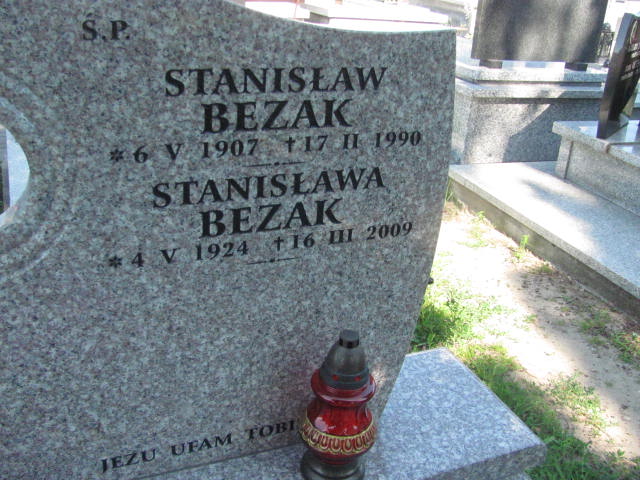 Ś.P.
STANISŁAW
BEZAK
* 6 V 1907 † 17 II 1990
STANISŁAWA
BEZAK
* 4 V 1924 † 16 III 2009
JEZU UFAM TOBI